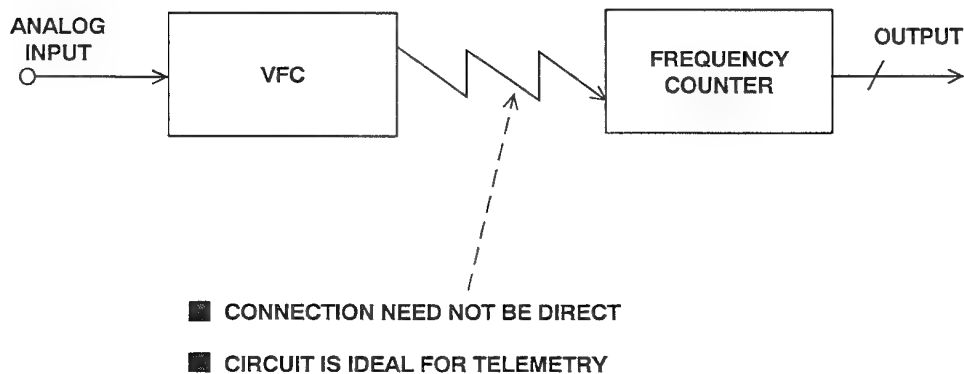 ANALOG
INPUT
VFC
FREQUENCY
COUNTER
OUTPUT
CONNECTION NEED NOT BE DIRECT
CIRCUIT IS IDEAL FOR TELEMETRY